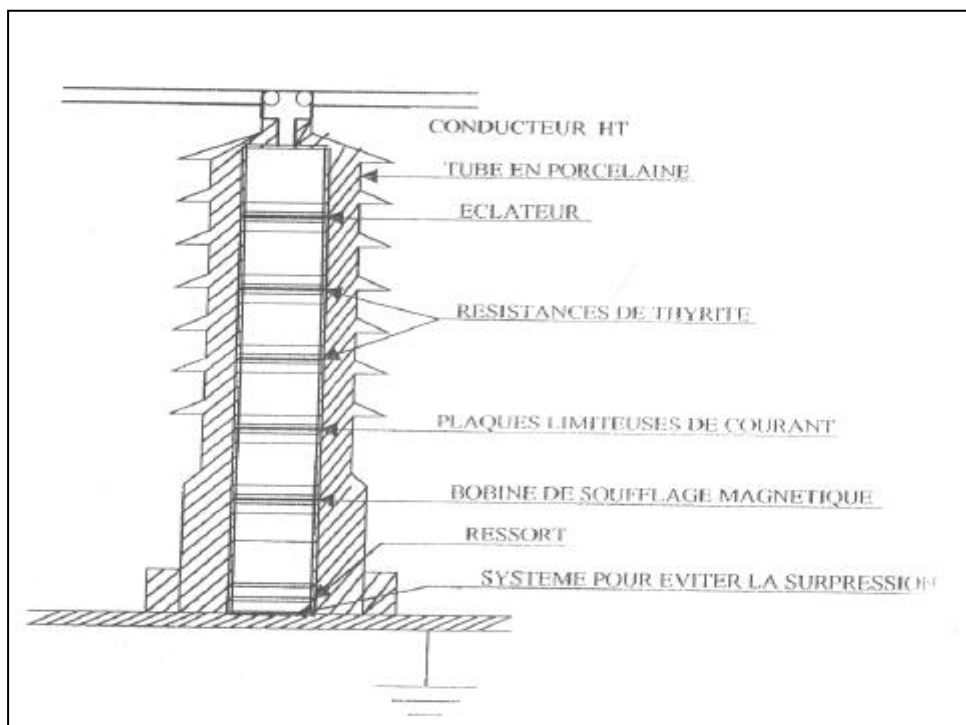 CONDUCTEUR HT
TUBE EN PORCELAINE
ECLATEUR
RESISTANCES DE THYRITE
PLAQUES LIMITEUSES DE COURANT
BOBINE DE SOUFFLAGE MAGNETIQUE
RESSORT
SYSTEME POUR EVITER LA SURPRESSION